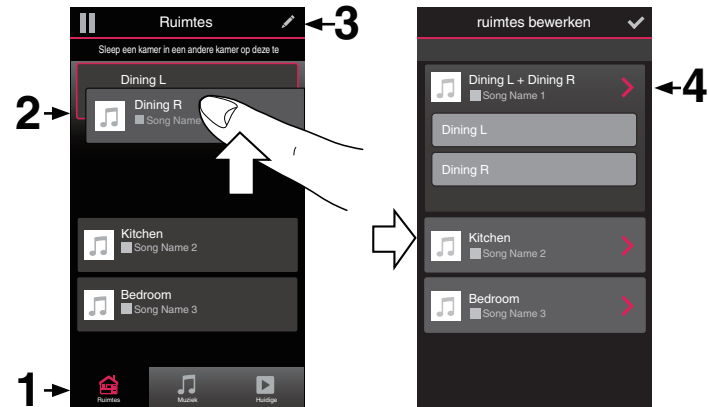 Ruimtes
3
Sleep een kamer in een andere kamer op deze te
2
Dining L
Dining R
Song Name
Kitchen
Song Name 2
Bedroom
Song Name 3
1
Ruimtes
Muziek
Huidige
ruimtes bewerken
Dining L + Dining R
Song Name 1
4
Dining L
Dining R
Kitchen
Song Name 2
Bedroom
Song Name 3